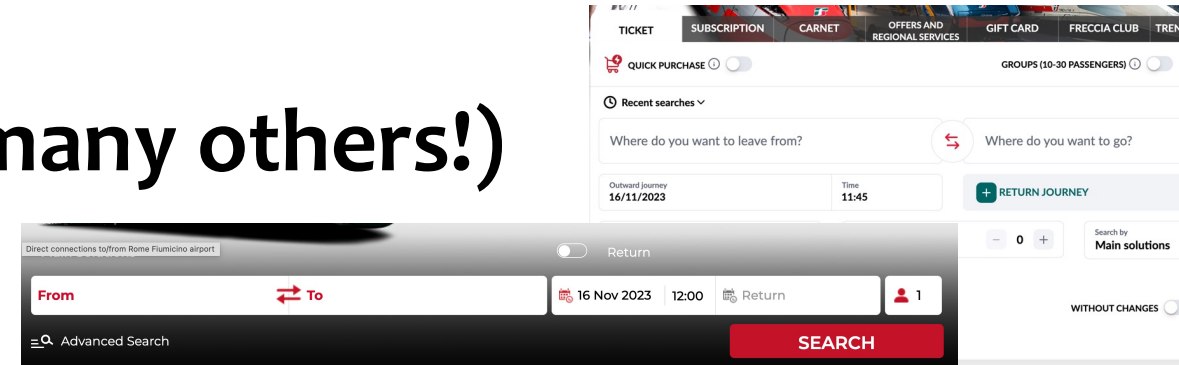 many others!)
TICKET SUBSCRIPTION CARNET OFFERS AND REGIONAL SERVICES GIFT CARD FRECCIA CLUB
QUICK PURCHASE GROUPS (10-30 PASSENGERS)
Recent searches
Where do you want to leave from? Where do you want to go?
Outward journey Time
16/11/2023 11:45 + RETURN JOURNEY
- 0 + Search by
Main solutions
WITHOUT CHANGES
Direct connections to/from Rome Fiumicino airport
Return
From To 16 Nov 2023 12:00 Return 1
Advanced Search SEARCH